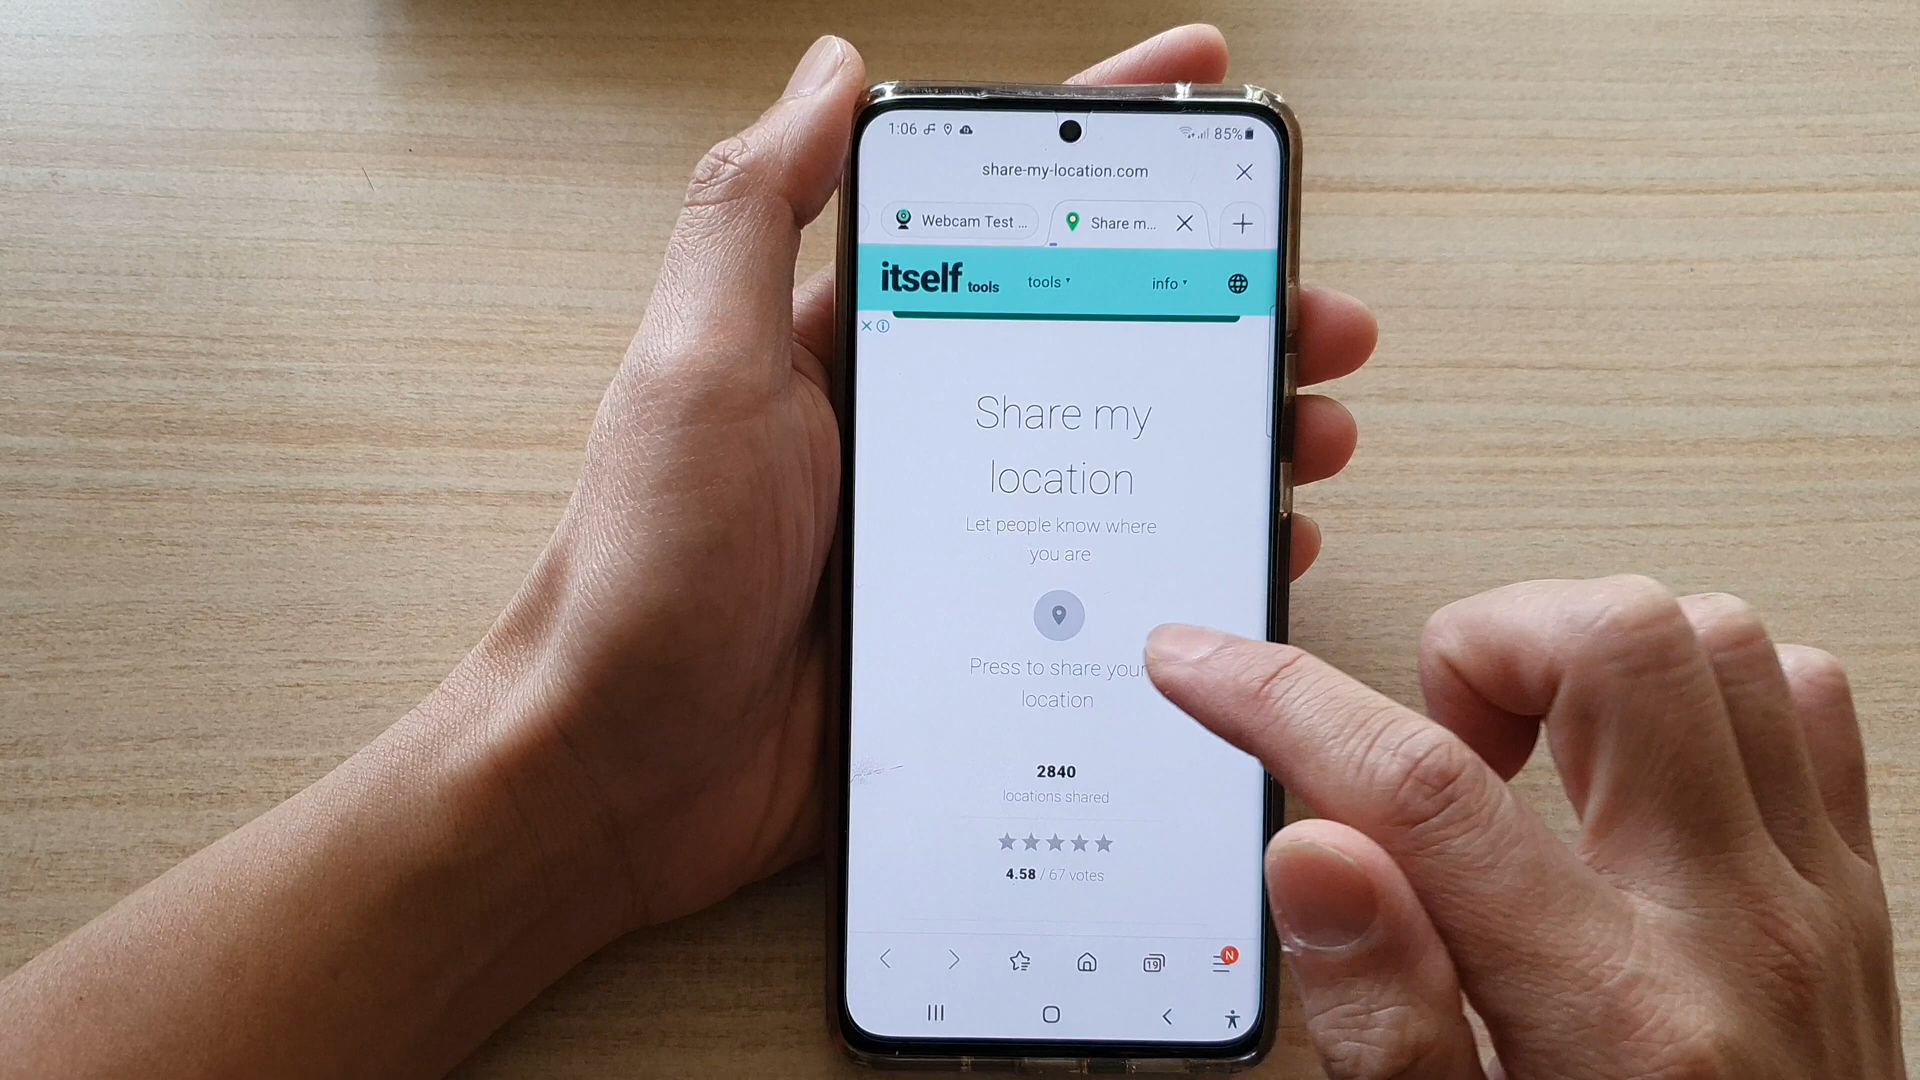 1:06 85%
share-my-location.com
Webcam Test ... Share m...
itself tools tools info
Share my
location
Let people know where
you are
Press to share your
location
2840
locations shared
4.58 / 67 votes
19 N